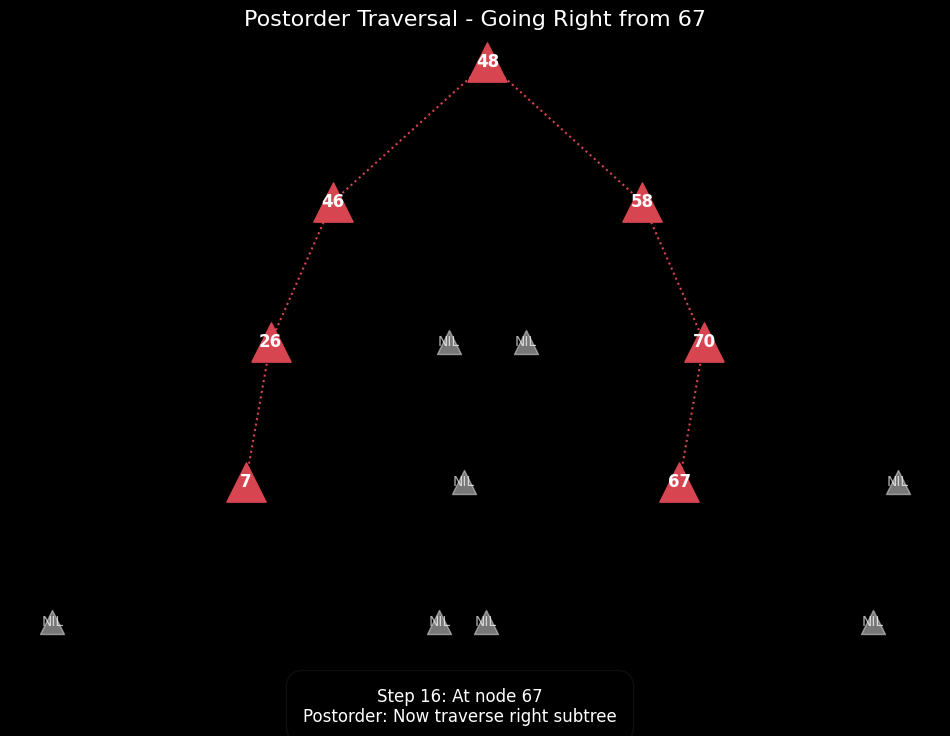 Postorder Traversal - Going Right from 67
48
46
58
26
NIL
NIL
70
7
NIL
67
NIL
NIL
NIL
NIL
NIL
Step 16: At node 67
Postorder: Now traverse right subtree